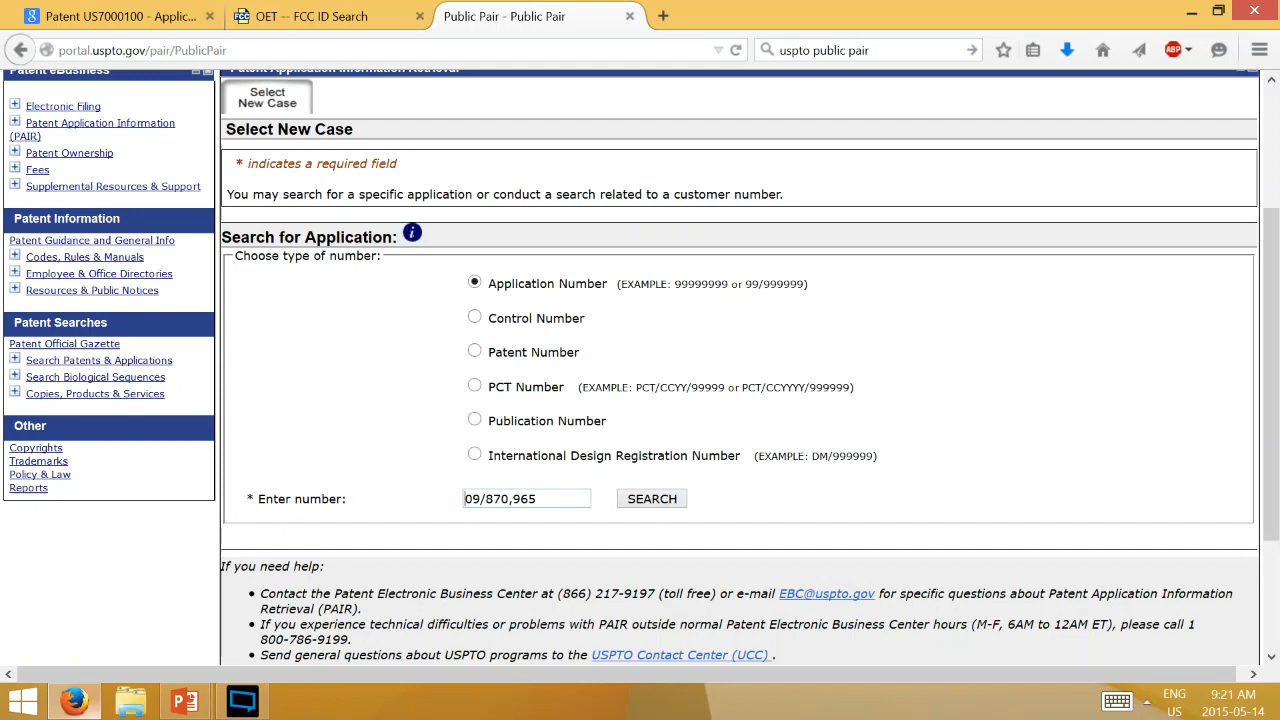 Patent US7000100 - Applic...
OET -- FCC ID Search
Public Pair - Public Pair
portal.uspto.gov/pair/PublicPair
uspto public pair
ABP
Patent eBusiness
Electronic Filing
Patent Application Information
(PAIR)
Patent Ownership
Fees
Supplemental Resources & Support
Patent Information
Patent Guidance and General Info
Codes, Rules & Manuals
Employee & Office Directories
Resources & Public Notices
Patent Searches
Patent Official Gazette
Search Patents & Applications
Search Biological Sequences
Copies, Products & Services
Other
Copyrights
Trademarks
Policy & Law
Reports
Patent Application Information Retrieval
Select
New Case
Select New Case
* indicates a required field
You may search for a specific application or conduct a search related to a customer number.
Search for Application:
Choose type of number:
Application Number (EXAMPLE: 99999999 or 99/999999)
Control Number
Patent Number
PCT Number (EXAMPLE: PCT/CCYY/99999 or PCT/CCYYYY/999999)
Publication Number
International Design Registration Number (EXAMPLE: DM/999999)
* Enter number: 09/870,965 SEARCH
If you need help:
• Contact the Patent Electronic Business Center at (866) 217-9197 (toll free) or e-mail EBC@uspto.gov for specific questions about Patent Application Information
Retrieval (PAIR).
• If you experience technical difficulties or problems with PAIR outside normal Patent Electronic Business Center hours (M-F, 6AM to 12AM ET), please call 1
800-786-9199.
• Send general questions about USPTO programs to the USPTO Contact Center (UCC) .
ENG
US
9:21 AM
2015-05-14